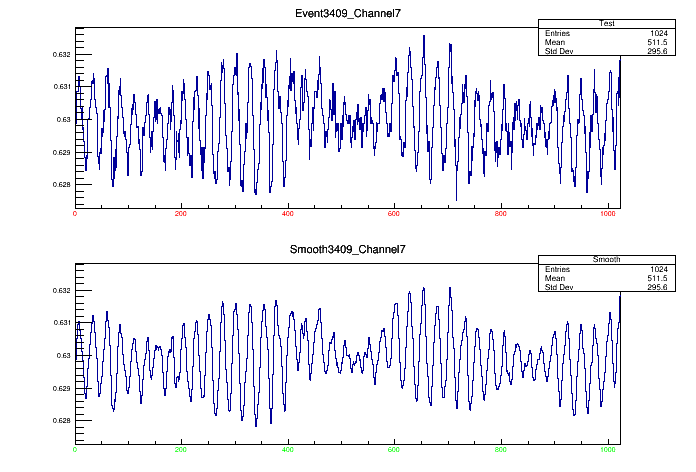 Event3409_Channel7
Test
Entries 1024
Mean 511.5
Std Dev 295.6
0.632
0.631
0.63
0.629
0.628
0 200 400 600 800 1000
Smooth3409_Channel7
Smooth
Entries 1024
Mean 511.5
Std Dev 295.6
0.632
0.631
0.63
0.629
0.628
0 200 400 600 800 1000